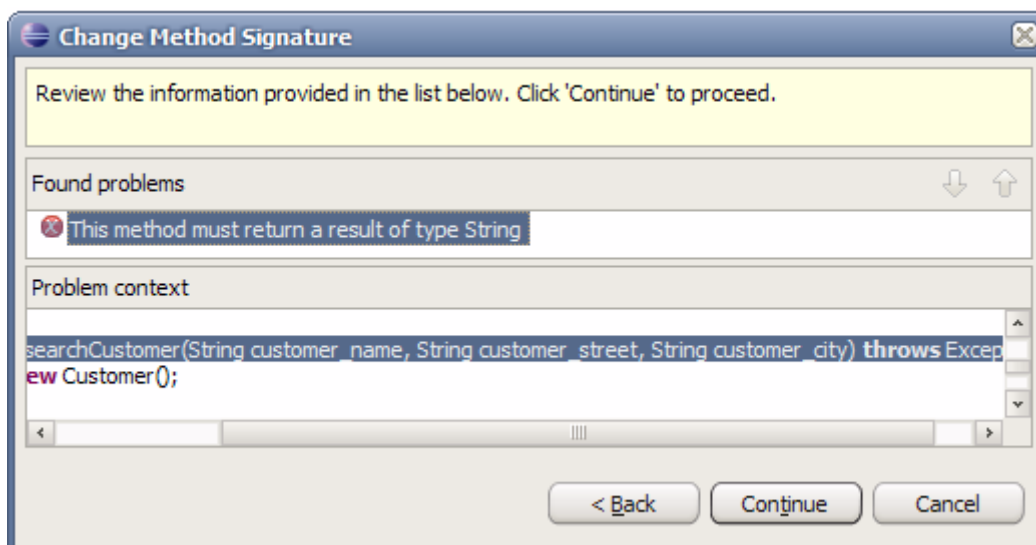 Change Method Signature
Review the information provided in the list below. Click 'Continue' to proceed.
Found problems
This method must return a result of type String
Problem context
searchCustomer(String customer_name, String customer_street, String customer_city) throws Excep
ew Customer();
< Back
Continue
Cancel